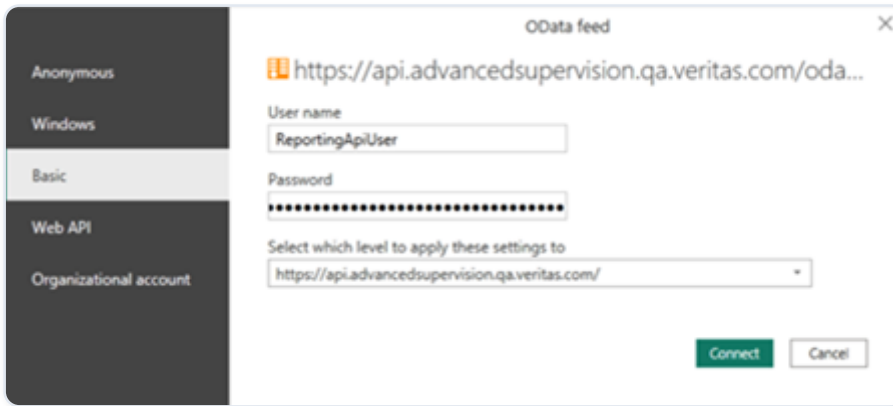 OData feed
Anonymous
Windows
Basic
Web API
Organizational account
https://api.advancedsupervision.qa.veritas.com/oda...
User name
ReportingApiUser
Password
Select which level to apply these settings to
https://api.advancedsupervision.qa.veritas.com/
Connect
Cancel